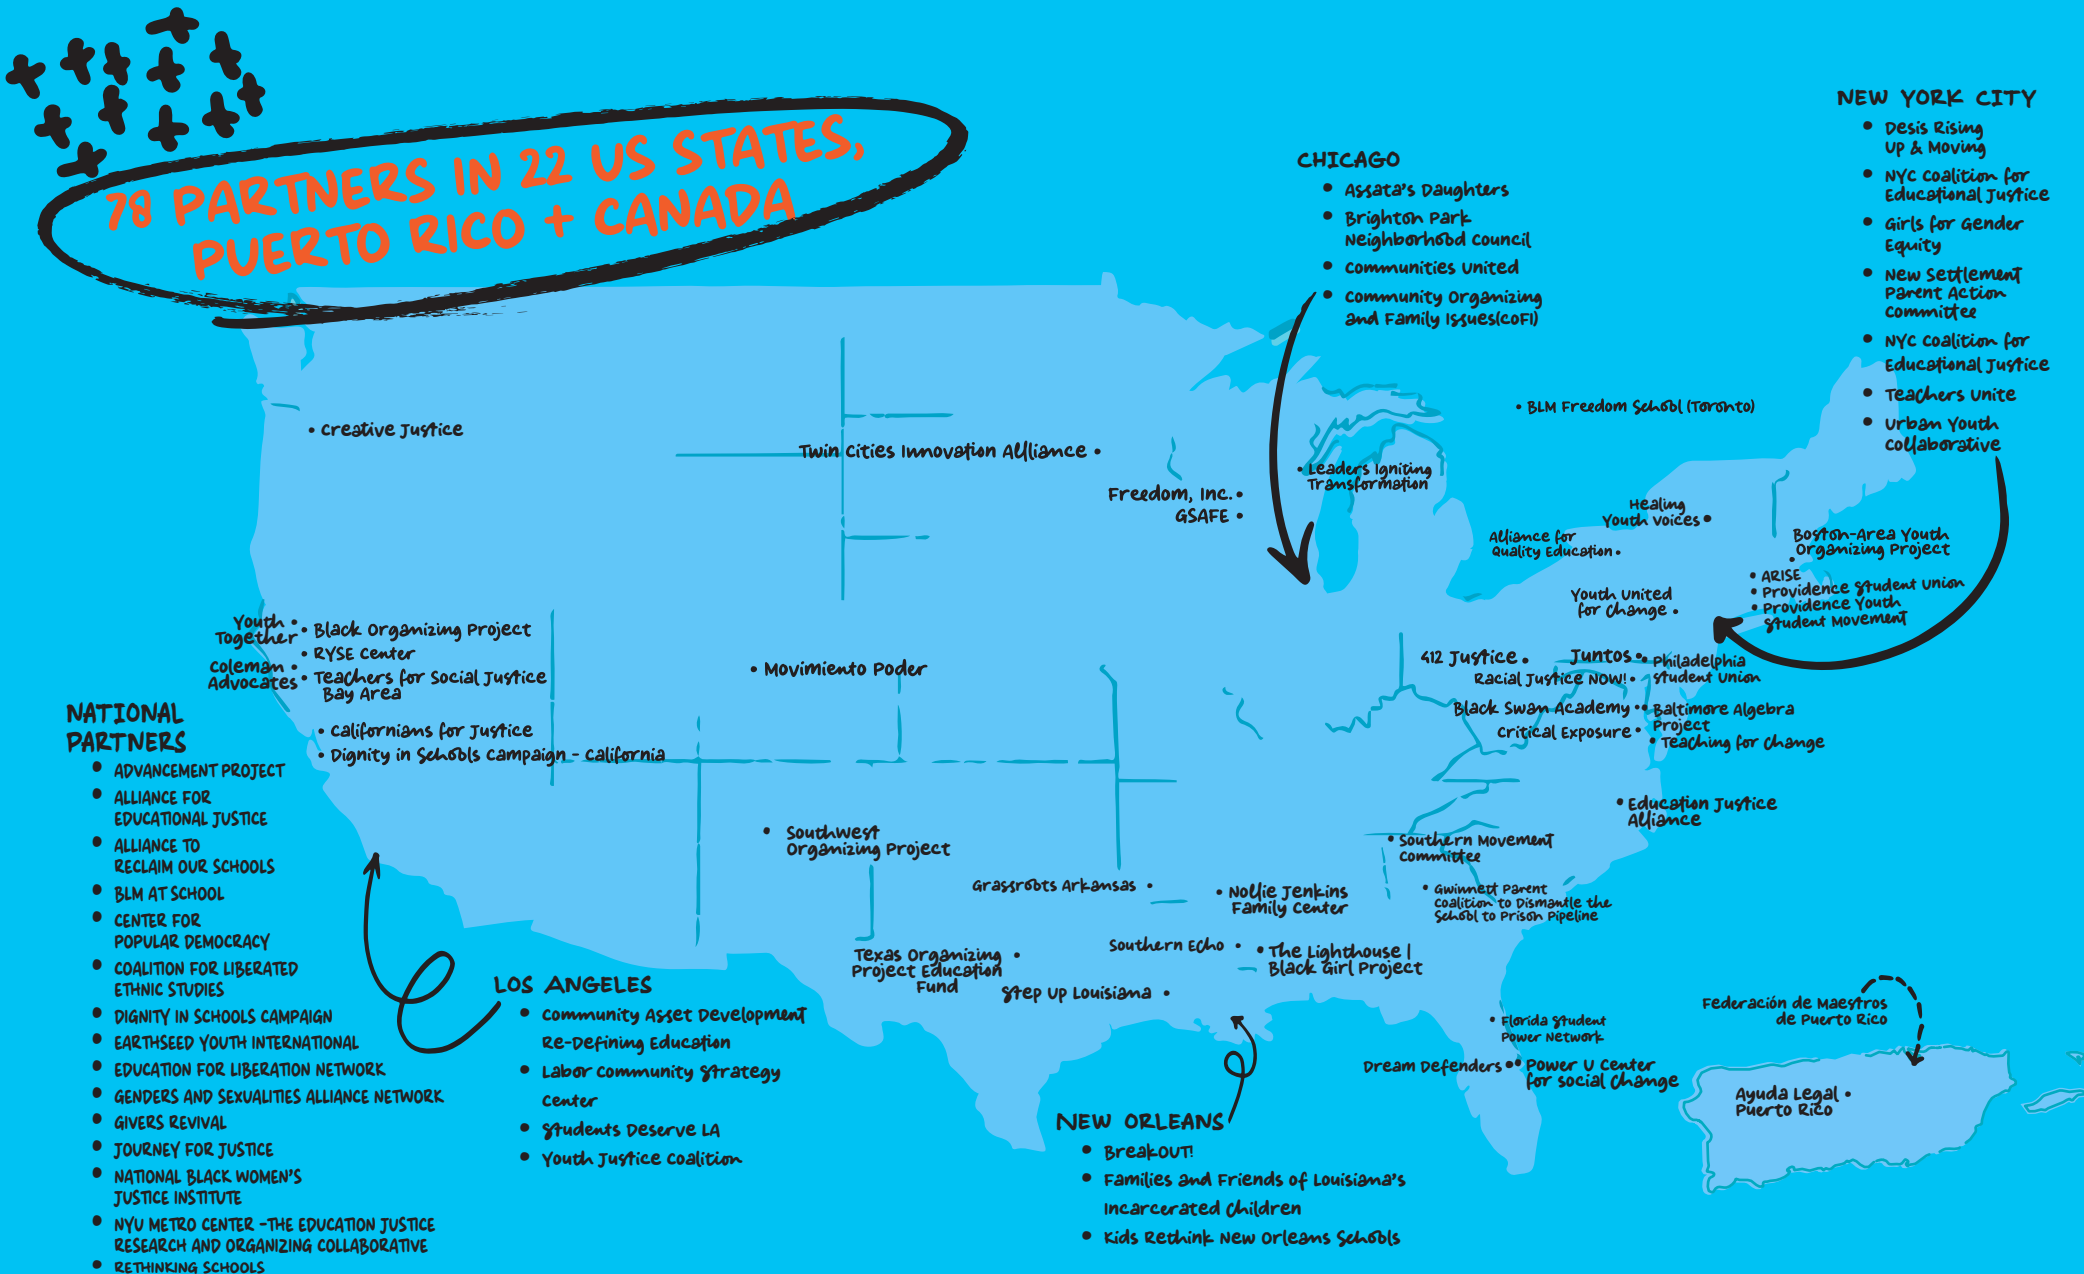 78 PARTNERS IN 22 US STATES,
PUERTO RICO + CANADA
NEW YORK CITY
Desis Rising
Up & Moving
NYC Coalition for
Educational Justice
Girls for Gender
Equity
New Settlement
Parent Action
Committee
NYC Coalition for
Educational Justice
Teachers Unite
Urban Youth
Collaborative
CHICAGO
Assata's Daughters
Brighton Park
Neighborhood Council
Communities United
Community Organizing
and Family Issues(COFI)
BLM Freedom School (Toronto)
Creative Justice
Twin Cities Innovation Alliance
Leaders Igniting
Transformation
Freedom, Inc.
GSAFE
Healing
Youth Voices
Alliance for
Quality Education
Boston-Area Youth
Organizing Project
ARISE
Providence Student Union
Providence Youth
Student Movement
Youth United
for Change
Youth
Together
Black Organizing Project
RYSE Center
Coleman
Advocates
Teachers for Social Justice
Bay Area
Californians for Justice
Dignity in Schools Campaign - California
Movimiento Poder
412 Justice
Juntos
Philadelphia
Student Union
Racial Justice NOW!
Black Swan Academy
Baltimore Algebra
Project
Critical Exposure
Teaching for Change
Education Justice
Alliance
Southwest
Organizing Project
Southern Movement
Committee
Grassroots Arkansas
Nollie Jenkins
Family Center
Gwinnett Parent
Coalition to Dismantle the
School to Prison Pipeline
Southern Echo
The Lighthouse |
Black Girl Project
Texas Organizing
Project Education
Fund
Step Up Louisiana
Florida Student
Power Network
Dream Defenders
Power U Center
for Social Change
Federación de Maestros
de Puerto Rico
Ayuda Legal
Puerto Rico
NATIONAL
PARTNERS
ADVANCEMENT PROJECT
ALLIANCE FOR
EDUCATIONAL JUSTICE
ALLIANCE TO
RECLAIM OUR SCHOOLS
BLM AT SCHOOL
CENTER FOR
POPULAR DEMOCRACY
COALITION FOR LIBERATED
ETHNIC STUDIES
DIGNITY IN SCHOOLS CAMPAIGN
EARTHSEED YOUTH INTERNATIONAL
EDUCATION FOR LIBERATION NETWORK
GENDERS AND SEXUALITIES ALLIANCE NETWORK
GIVERS REVIVAL
JOURNEY FOR JUSTICE
NATIONAL BLACK WOMEN'S
JUSTICE INSTITUTE
NYU METRO CENTER -THE EDUCATION JUSTICE
RESEARCH AND ORGANIZING COLLABORATIVE
RETHINKING SCHOOLS
LOS ANGELES
Community Asset Development
Re-Defining Education
Labor Community Strategy
Center
Students Deserve LA
Youth Justice Coalition
NEW ORLEANS
BreakOUT!
Families and Friends of Louisiana's
Incarcerated Children
Kids Rethink New Orleans Schools